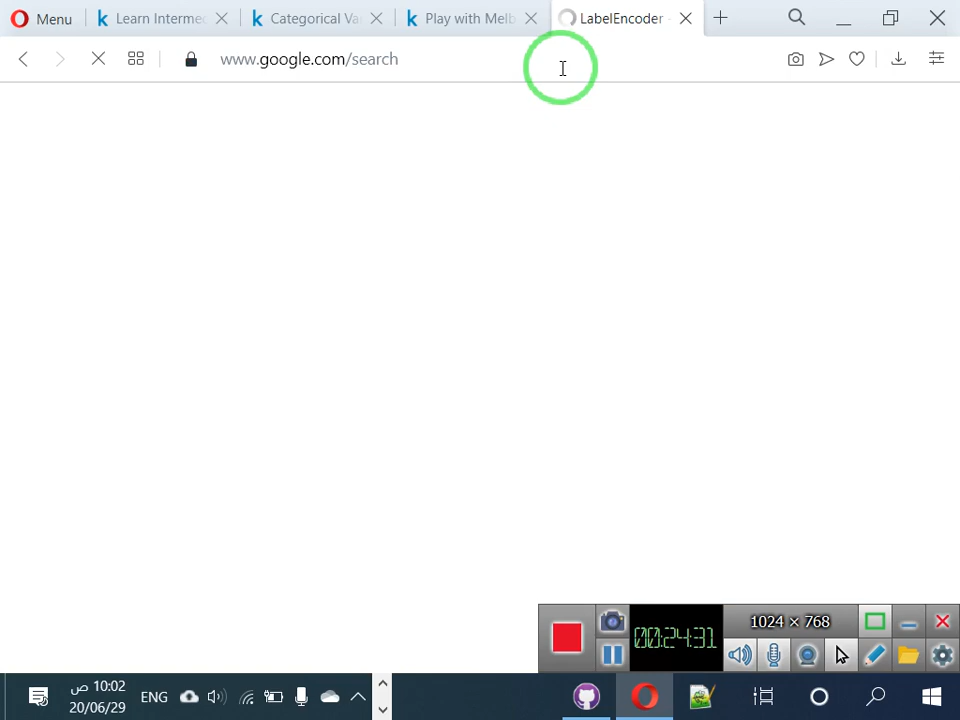 Menu
Learn Intermed
Categorical Va
Play with Melb
LabelEncoder
www.google.com/search
00:24:31
1024 × 768
10:02 ص
20/06/29
ENG